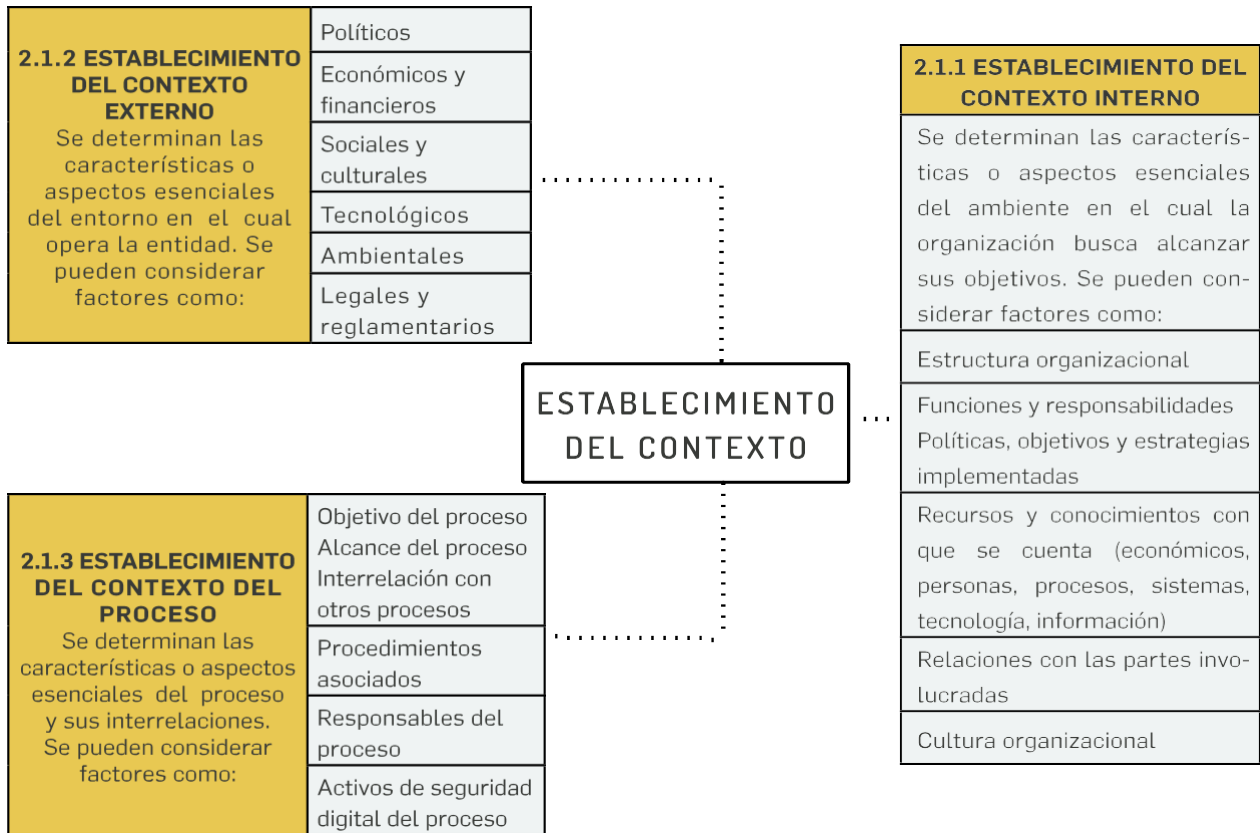 2.1.2 ESTABLECIMIENTO
DEL CONTEXTO
EXTERNO
Se determinan las
características o
aspectos esenciales
del entorno en el cual
opera la entidad. Se
pueden considerar
factores como:
Políticos
Económicos y
financieros
Sociales y
culturales
Tecnológicos
Ambientales
Legales y
reglamentarios
ESTABLECIMIENTO
DEL CONTEXTO
2.1.1 ESTABLECIMIENTO DEL
CONTEXTO INTERNO
Se determinan las caracterís-
ticas o aspectos esenciales
del ambiente en el cual la
organización busca alcanzar
sus objetivos. Se pueden con-
siderar factores como:
Estructura organizacional
Funciones y responsabilidades
Políticas, objetivos y estrategias
implementadas
Recursos y conocimientos con
que se cuenta (económicos,
personas, procesos, sistemas,
tecnología, información)
Relaciones con las partes invo-
lucradas
Cultura organizacional
2.1.3 ESTABLECIMIENTO
DEL CONTEXTO DEL
PROCESO
Se determinan las
características o aspectos
esenciales del proceso
y sus interrelaciones.
Se pueden considerar
factores como:
Objetivo del proceso
Alcance del proceso
Interrelación con
otros procesos
Procedimientos
asociados
Responsables del
proceso
Activos de seguridad
digital del proceso